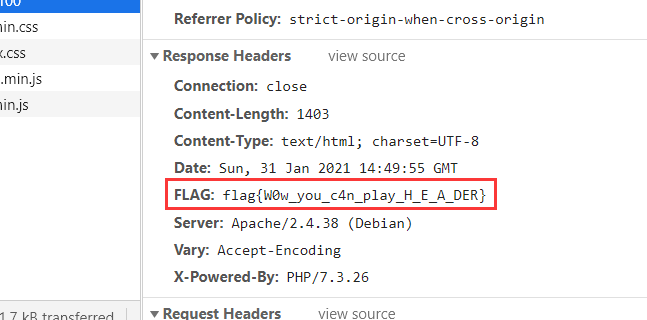 100
min.css
x.css
.min.js
min.js
1.7 kB transferred
Referrer Policy: strict-origin-when-cross-origin
Response Headers view source
Connection: close
Content-Length: 1403
Content-Type: text/html; charset=UTF-8
Date: Sun, 31 Jan 2021 14:49:55 GMT
FLAG: flag{W0w_you_c4n_play_H_E_A_DER}
Server: Apache/2.4.38 (Debian)
Vary: Accept-Encoding
X-Powered-By: PHP/7.3.26
Request Headers view source